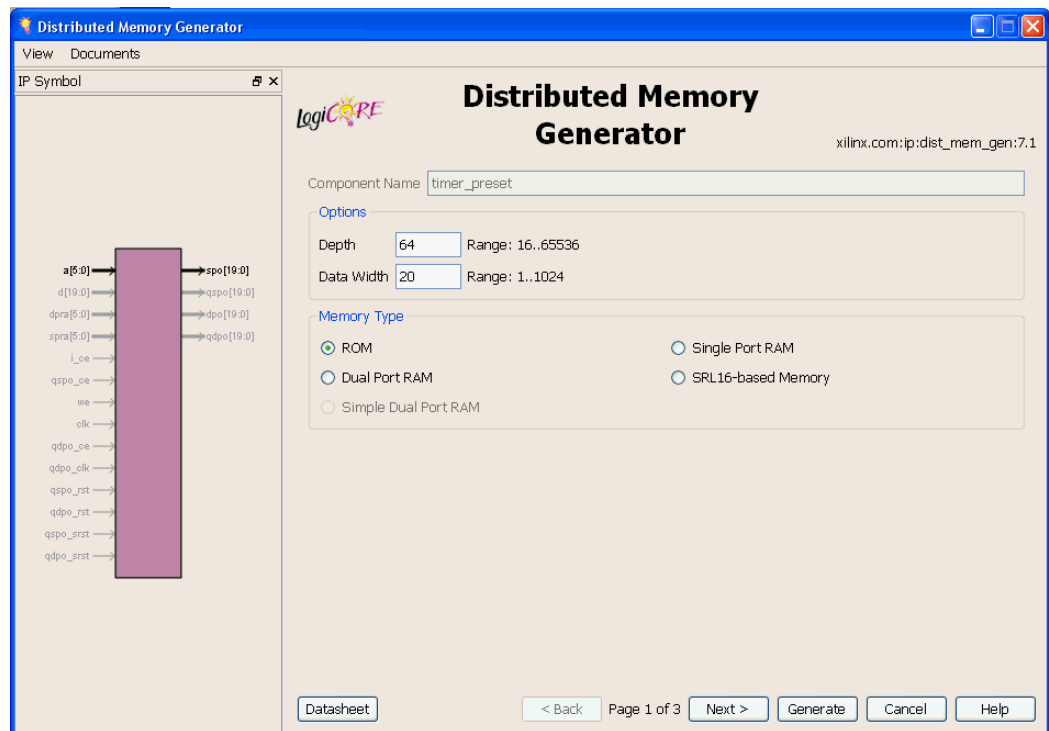 Distributed Memory Generator
View Documents
IP Symbol
a[5:0]
d[19:0]
dpra[5:0]
spra[5:0]
i_ce
qspo_ce
we
clk
qdpo_ce
qdpo_clk
qspo_rst
qdpo_rst
qspo_srst
qdpo_srst
spo[19:0]
qspo[19:0]
dpo[19:0]
qdpo[19:0]
logiCORE
Distributed Memory
Generator
xilinx.com:ip:dist_mem_gen:7.1
Component Name timer_preset
Options
Depth 64 Range: 16..65536
Data Width 20 Range: 1..1024
Memory Type
ROM Single Port RAM
Dual Port RAM SRL16-based Memory
Simple Dual Port RAM
Datasheet < Back Page 1 of 3 Next > Generate Cancel Help